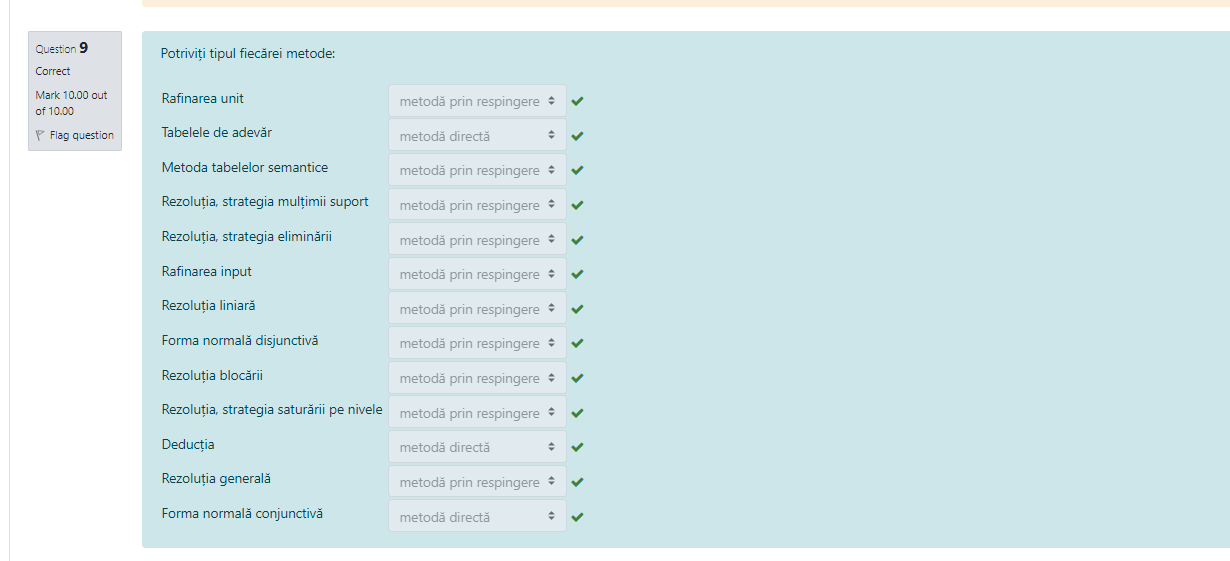 Question 9
Correct
Mark 10.00 out
of 10.00
Flag question
Potriviți tipul fiecărei metode:
Rafinarea unit metodă prin respingere
Tabelele de adevăr metodă directă
Metoda tabelelor semantice metodă prin respingere
Rezoluția, strategia mulțimii suport metodă prin respingere
Rezoluția, strategia eliminării metodă prin respingere
Rafinarea input metodă prin respingere
Rezoluția liniară metodă prin respingere
Forma normală disjunctivă metodă prin respingere
Rezoluția blocării metodă prin respingere
Rezoluția, strategia saturării pe nivele metodă prin respingere
Deducția metodă directă
Rezoluția generală metodă prin respingere
Forma normală conjunctivă metodă directă